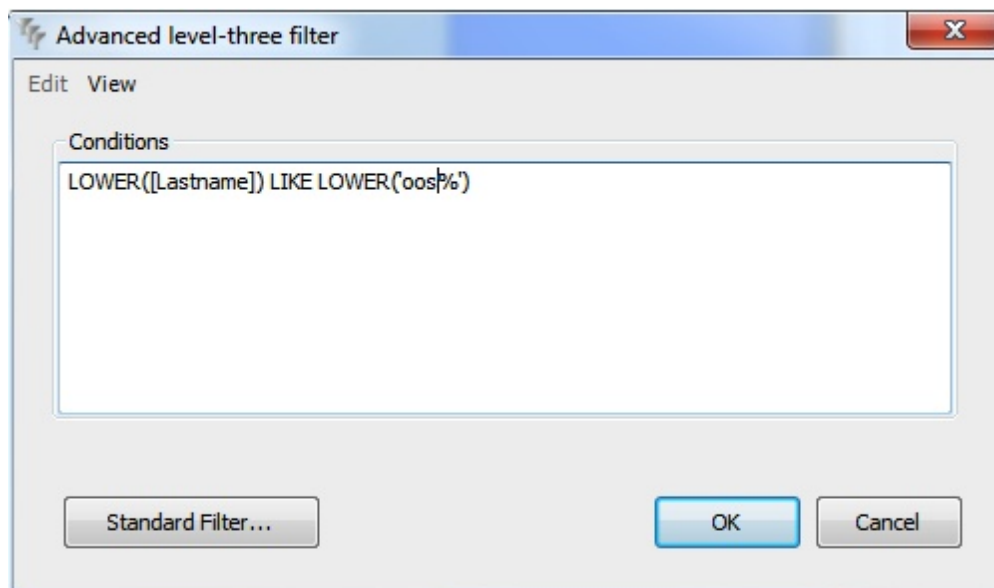 Advanced level-three filter
Edit View
Conditions
LOWER([Lastname]) LIKE LOWER('oos%')
Standard Filter... OK Cancel